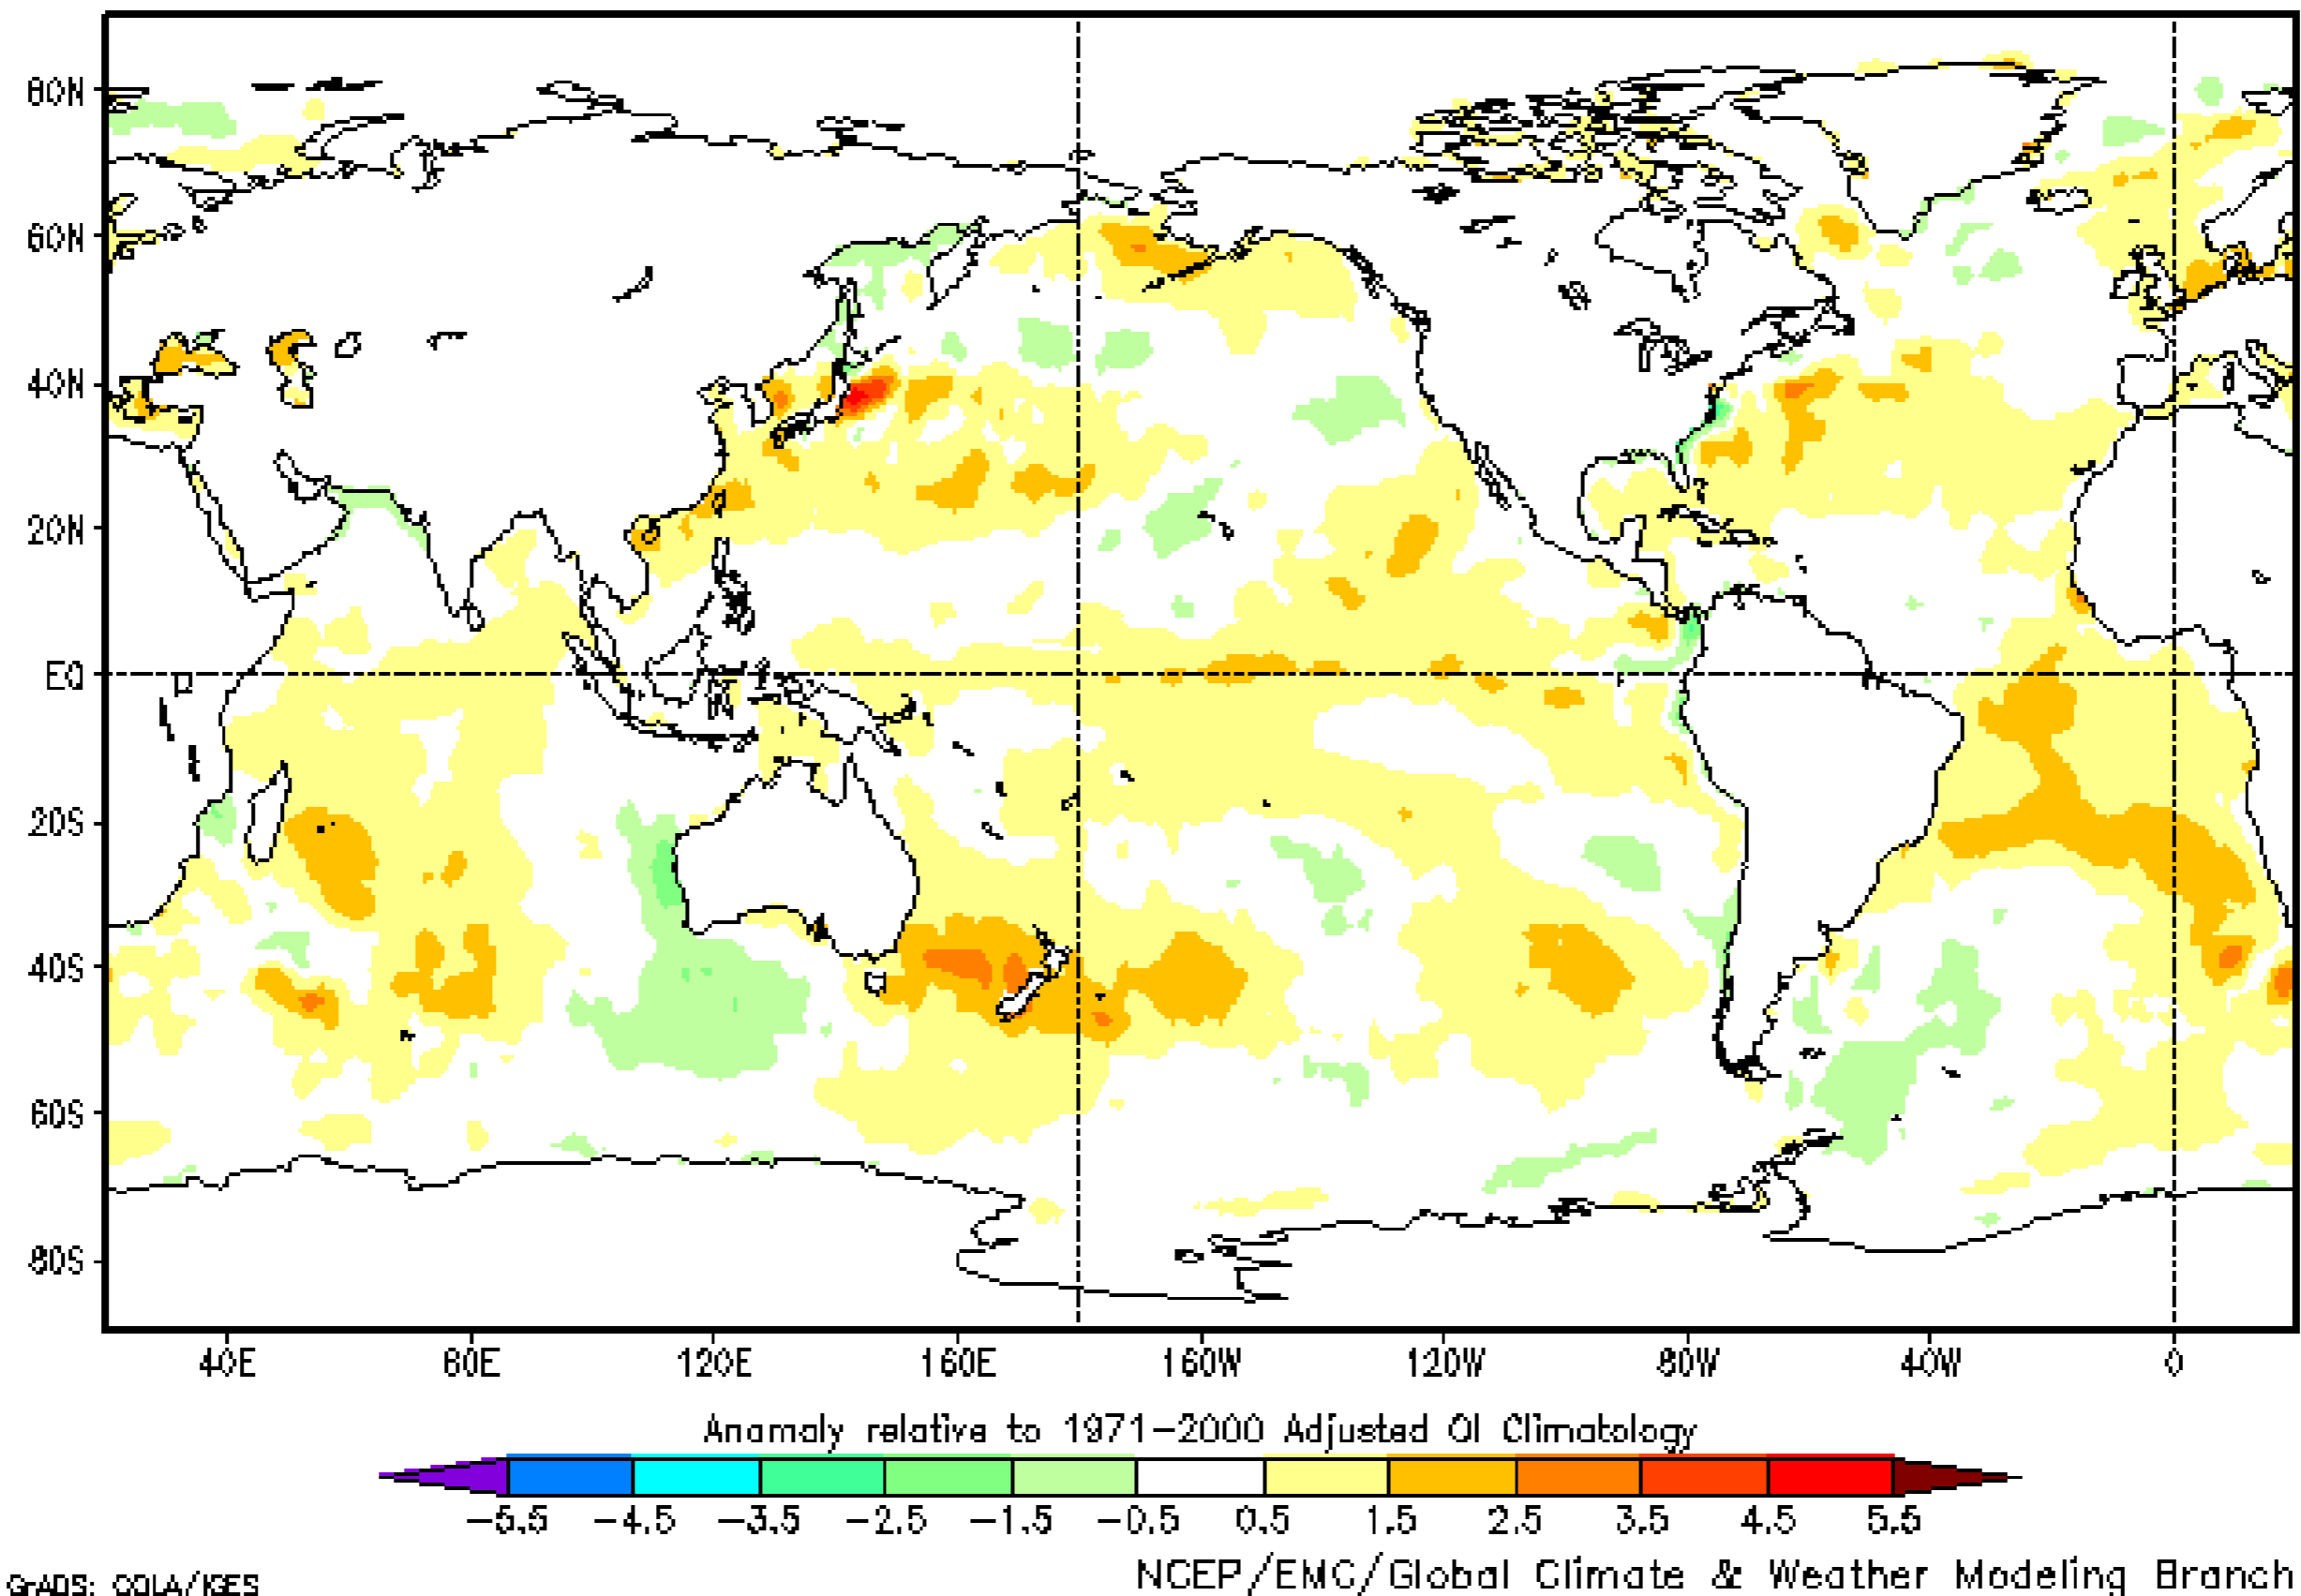 80N
60N
40N
20N
EQ
20S
40S
60S
80S
40E 80E 120E 160E 160W 120W 80W 40W 0
Anomaly relative to 1971-2000 Adjusted OI Climatology
-5.5 -4.5 -3.5 -2.5 -1.5 -0.5 0.5 1.5 2.5 3.5 4.5 5.5
NCEP/EMC/Global Climate & Weather Modeling Branch
GrADS: COLA/IGES